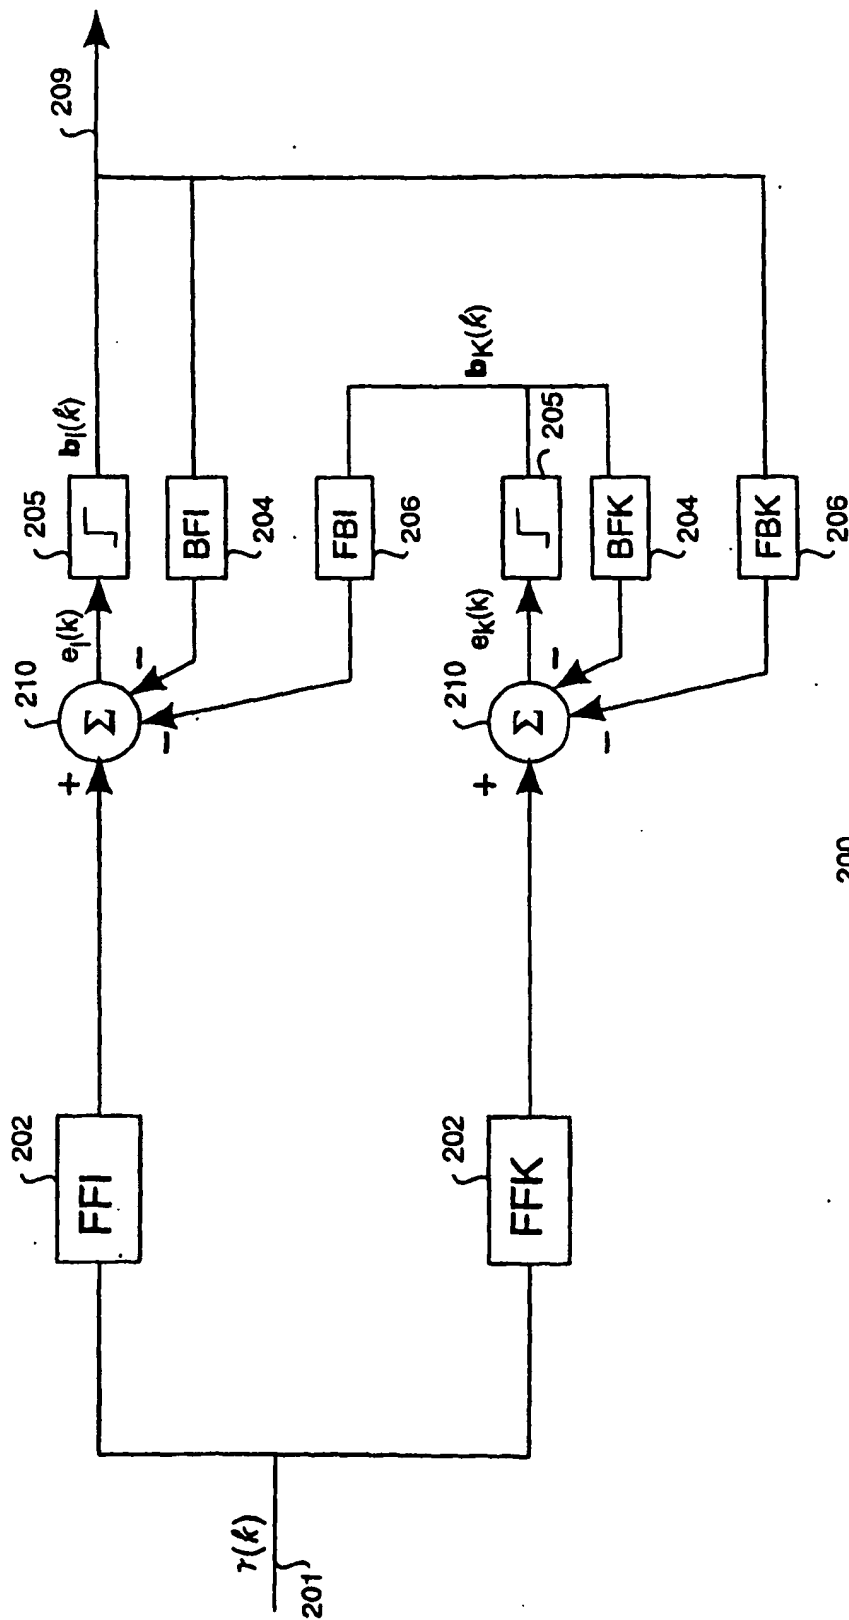 209
b_I(k)
205
e_I(k)
BFI
204
210
Σ
−
−
+
FBI
206
b_K(k)
205
e_K(k)
BFK
204
210
Σ
−
−
+
FBK
206
202
FFI
202
FFK
r(k)
201
200